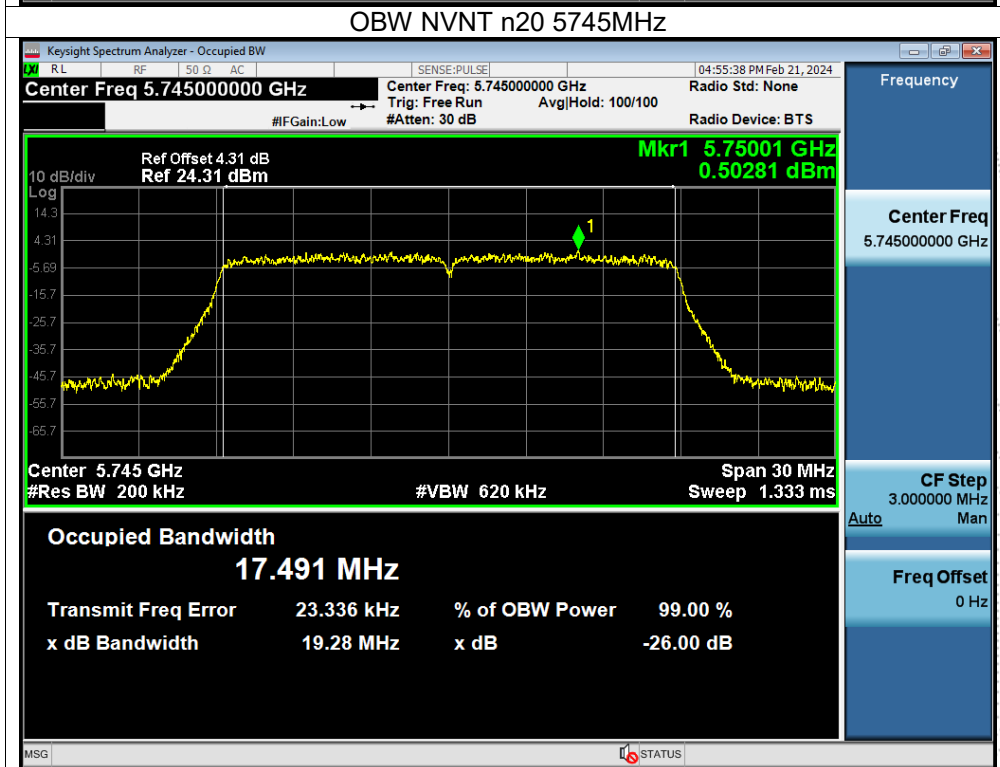 OBW NVNT n20 5745MHz
Keysight Spectrum Analyzer - Occupied BW
LXI RL RF 50 Ω AC SENSE:PULSE 04:55:38 PM Feb 21, 2024
Center Freq 5.745000000 GHz Center Freq: 5.745000000 GHz Radio Std: None Frequency
Trig: Free Run Avg|Hold: 100/100
#IFGain:Low #Atten: 30 dB Radio Device: BTS
Mkr1 5.75001 GHz
Ref Offset 4.31 dB 0.50281 dBm
10 dB/div Ref 24.31 dBm
Log
14.3
4.31
-5.69
-15.7
-25.7
-35.7
-45.7
-55.7
-65.7
1
Center Freq
5.745000000 GHz
Center 5.745 GHz Span 30 MHz
#Res BW 200 kHz #VBW 620 kHz Sweep 1.333 ms
CF Step
3.000000 MHz
Auto Man
Occupied Bandwidth
17.491 MHz
Freq Offset
0 Hz
Transmit Freq Error 23.336 kHz % of OBW Power 99.00 %
x dB Bandwidth 19.28 MHz x dB -26.00 dB
MSG STATUS